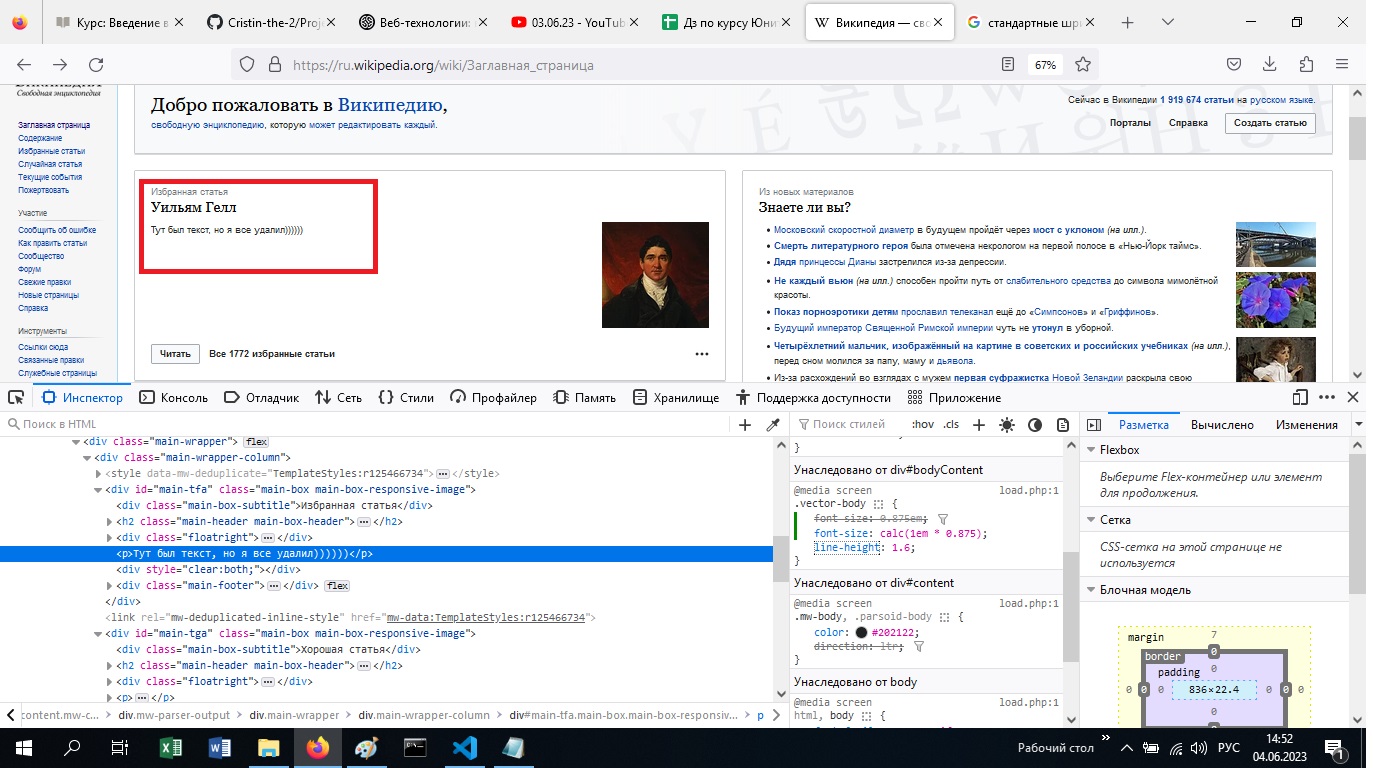 Курс: Введение в
Cristin-the-2/Proje
Веб-технологии:
03.06.23 - YouTub
Дз по курсу Юни
Википедия — сво
стандартные шри
https://ru.wikipedia.org/wiki/Заглавная_страница
67%
Свободная энциклопедия
Заглавная страница
Содержание
Избранные статьи
Случайная статья
Текущие события
Пожертвовать
Участие
Сообщить об ошибке
Как править статьи
Сообщество
Форум
Свежие правки
Новые страницы
Справка
Инструменты
Ссылки сюда
Связанные правки
Служебные страницы
Добро пожаловать в Википедию,
свободную энциклопедию, которую может редактировать каждый.
Сейчас в Википедии 1 919 674 статьи на русском языке.
Порталы Справка Создать статью
Избранная статья
Уильям Гелл
Тут был текст, но я все удалил))))))
Читать Все 1772 избранные статьи
Из новых материалов
Знаете ли вы?
Московский скоростной диаметр в будущем пройдёт через мост с уклоном (на илл.).
Смерть литературного героя была отмечена некрологом на первой полосе в «Нью-Йорк таймс».
Дядя принцессы Дианы застрелился из-за депрессии.
Не каждый вьюн (на илл.) способен пройти путь от слабительного средства до символа мимолётной
красоты.
Показ порноэротики детям прославил телеканал ещё до «Симпсонов» и «Гриффинов».
Будущий император Священной Римской империи чуть не утонул в уборной.
Четырёхлетний мальчик, изображённый на картине в советских и российских учебниках (на илл.),
перед сном молился за папу, маму и дьявола.
Из-за расхождений во взглядах с мужем первая суфражистка Новой Зеландии раскрыла свою
Инспектор Консоль Отладчик Сеть Стили Профайлер Память Хранилище Поддержка доступности Приложение
Поиск в HTML
<div class="main-wrapper"> flex
<div class="main-wrapper-column">
<style data-mw-deduplicate="TemplateStyles:r125466734"></style>
<div id="main-tfa" class="main-box main-box-responsive-image">
<div class="main-box-subtitle">Избранная статья</div>
<h2 class="main-header main-box-header"></h2>
<div class="floatright"></div>
<p>Тут был текст, но я все удалил))))))</p>
<div style="clear:both;"></div>
<div class="main-footer"></div> flex
</div>
<link rel="mw-deduplicated-inline-style" href="mw-data:TemplateStyles:r125466734">
<div id="main-tga" class="main-box main-box-responsive-image">
<div class="main-box-subtitle">Хорошая статья</div>
<h2 class="main-header main-box-header"></h2>
<div class="floatright"></div>
<p></p>
content.mw-c... div.mw-parser-output div.main-wrapper div.main-wrapper-column div#main-tfa.main-box.main-box-responsiv... p
Поиск стилей :hov .cls
}
Унаследовано от div#bodyContent
@media screen load.php:1
.vector-body {
font-size: 0.875em;
font-size: calc(1em * 0.875);
line-height: 1.6;
}
Унаследовано от div#content
@media screen load.php:1
.mw-body, .parsoid-body {
color: #202122;
direction: ltr;
}
Унаследовано от body
@media screen load.php:1
html, body {
Разметка Вычислено Изменения
Flexbox
Выберите Flex-контейнер или элемент
для продолжения.
Сетка
CSS-сетка на этой странице не
используется
Блочная модель
margin 7
border 0
padding 0
0 0 0 836×22.4 0 0 0
0
Рабочий стол » РУС 14:52
04.06.2023
1